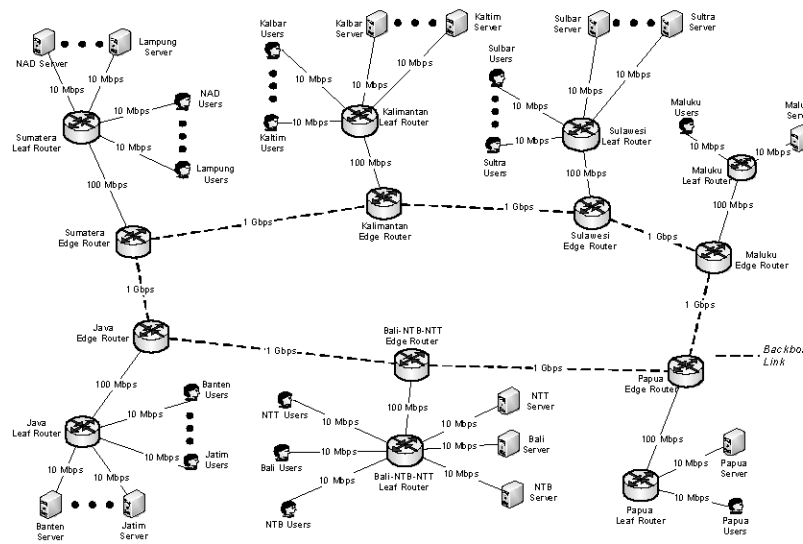 NAD Server
Lampung
Server
10 Mbps
10 Mbps
NAD
Users
10 Mbps
10 Mbps
Lampung
Users
Sumatera
Leaf Router
100 Mbps
Sumatera
Edge Router
Kalbar
Users
Kalbar
Server
Kaltim
Server
10 Mbps
10 Mbps
10 Mbps
10 Mbps
Kaltim
Users
Kalimantan
Leaf Router
100 Mbps
Kalimantan
Edge Router
Sulbar
Server
Sultra
Server
Sulbar
Users
10 Mbps
10 Mbps
10 Mbps
10 Mbps
Sultra
Users
Sulawesi
Leaf Router
100 Mbps
Sulawesi
Edge Router
Maluku
Users
10 Mbps
10 Mbps
Maluku
Leaf Router
100 Mbps
Maluku
Edge Router
1 Gbps
1 Gbps
1 Gbps
1 Gbps
1 Gbps
1 Gbps
1 Gbps
Java
Edge Router
100 Mbps
Java
Leaf Router
Banten
Users
10 Mbps
10 Mbps
Jatim
Users
10 Mbps
10 Mbps
Banten
Server
Jatim
Server
Bali-NTB-NTT
Edge Router
100 Mbps
NTT Users
10 Mbps
Bali Users
10 Mbps
NTB Users
10 Mbps
10 Mbps
NTT
Server
10 Mbps
Bali
Server
10 Mbps
NTB
Server
Bali-NTB-NTT
Leaf Router
Papua
Edge Router
100 Mbps
Papua
Leaf Router
10 Mbps
Papua
Server
10 Mbps
Papua
Users
Link